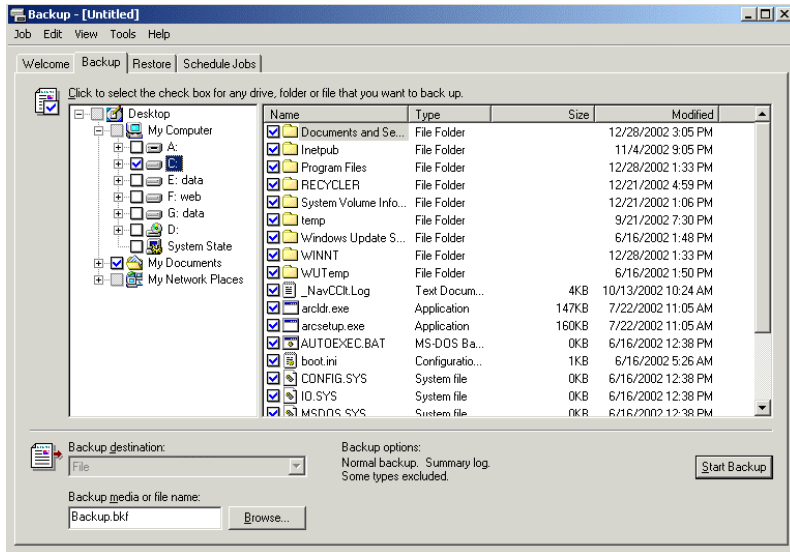 Backup - [Untitled]
Job Edit View Tools Help
Welcome Backup Restore Schedule Jobs
Click to select the check box for any drive, folder or file that you want to back up.
Desktop
My Computer
A:
C:
E: data
F: web
G: data
D:
System State
My Documents
My Network Places
Name Type Size Modified
Documents and Se... File Folder 12/28/2002 3:05 PM
Inetpub File Folder 11/4/2002 9:05 PM
Program Files File Folder 12/28/2002 1:33 PM
RECYCLER File Folder 12/21/2002 4:59 PM
System Volume Info... File Folder 12/21/2002 1:06 PM
temp File Folder 9/21/2002 7:30 PM
Windows Update S... File Folder 6/16/2002 1:48 PM
WINNT File Folder 12/28/2002 1:33 PM
WUTemp File Folder 6/16/2002 1:50 PM
_NavCClt.Log Text Docum... 4KB 10/13/2002 10:24 AM
arcldr.exe Application 147KB 7/22/2002 11:05 AM
arcsetup.exe Application 160KB 7/22/2002 11:05 AM
AUTOEXEC.BAT MS-DOS Ba... 0KB 6/16/2002 12:38 PM
boot.ini Configuratio... 1KB 6/16/2002 5:26 AM
CONFIG.SYS System file 0KB 6/16/2002 12:38 PM
IO.SYS System file 0KB 6/16/2002 12:38 PM
MSDOS.SYS System file 0KB 6/16/2002 12:38 PM
Backup destination:
File
Backup media or file name:
Backup.bkf
Browse...
Backup options:
Normal backup. Summary log.
Some types excluded.
Start Backup